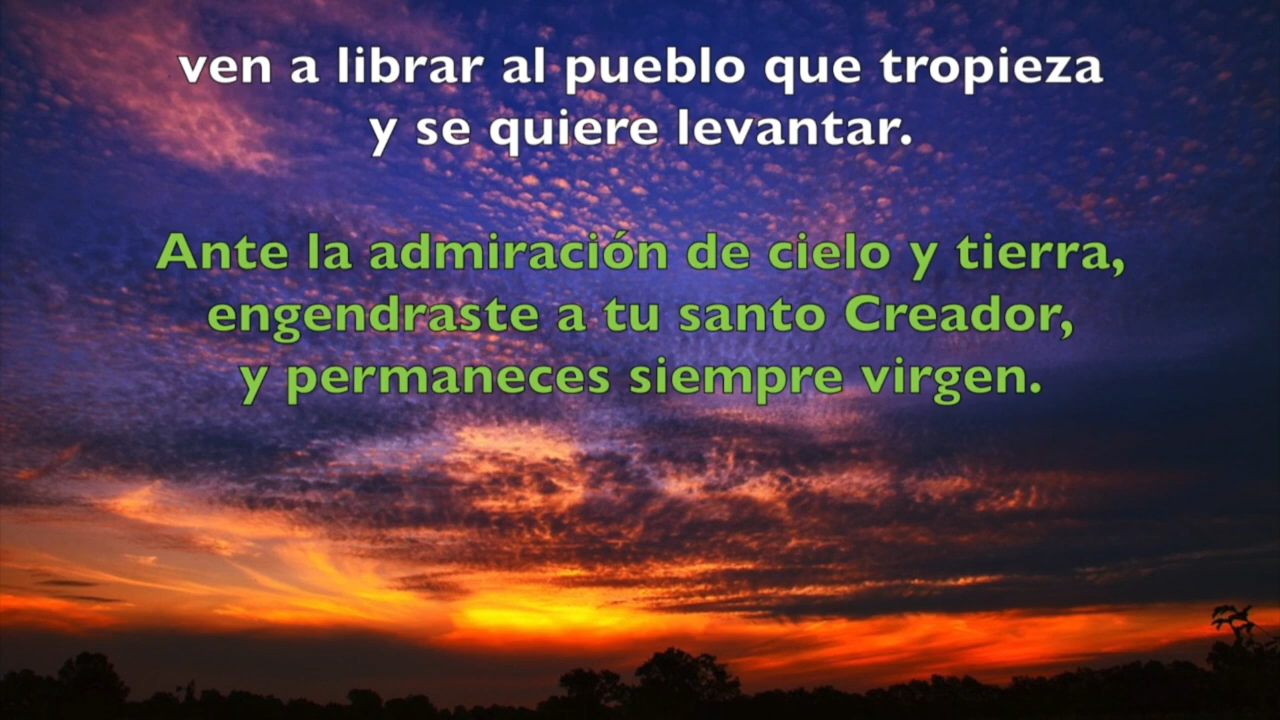 ven a librar al pueblo que tropieza
y se quiere levantar.
Ante la admiración de cielo y tierra,
engendraste a tu santo Creador,
y permaneces siempre virgen.